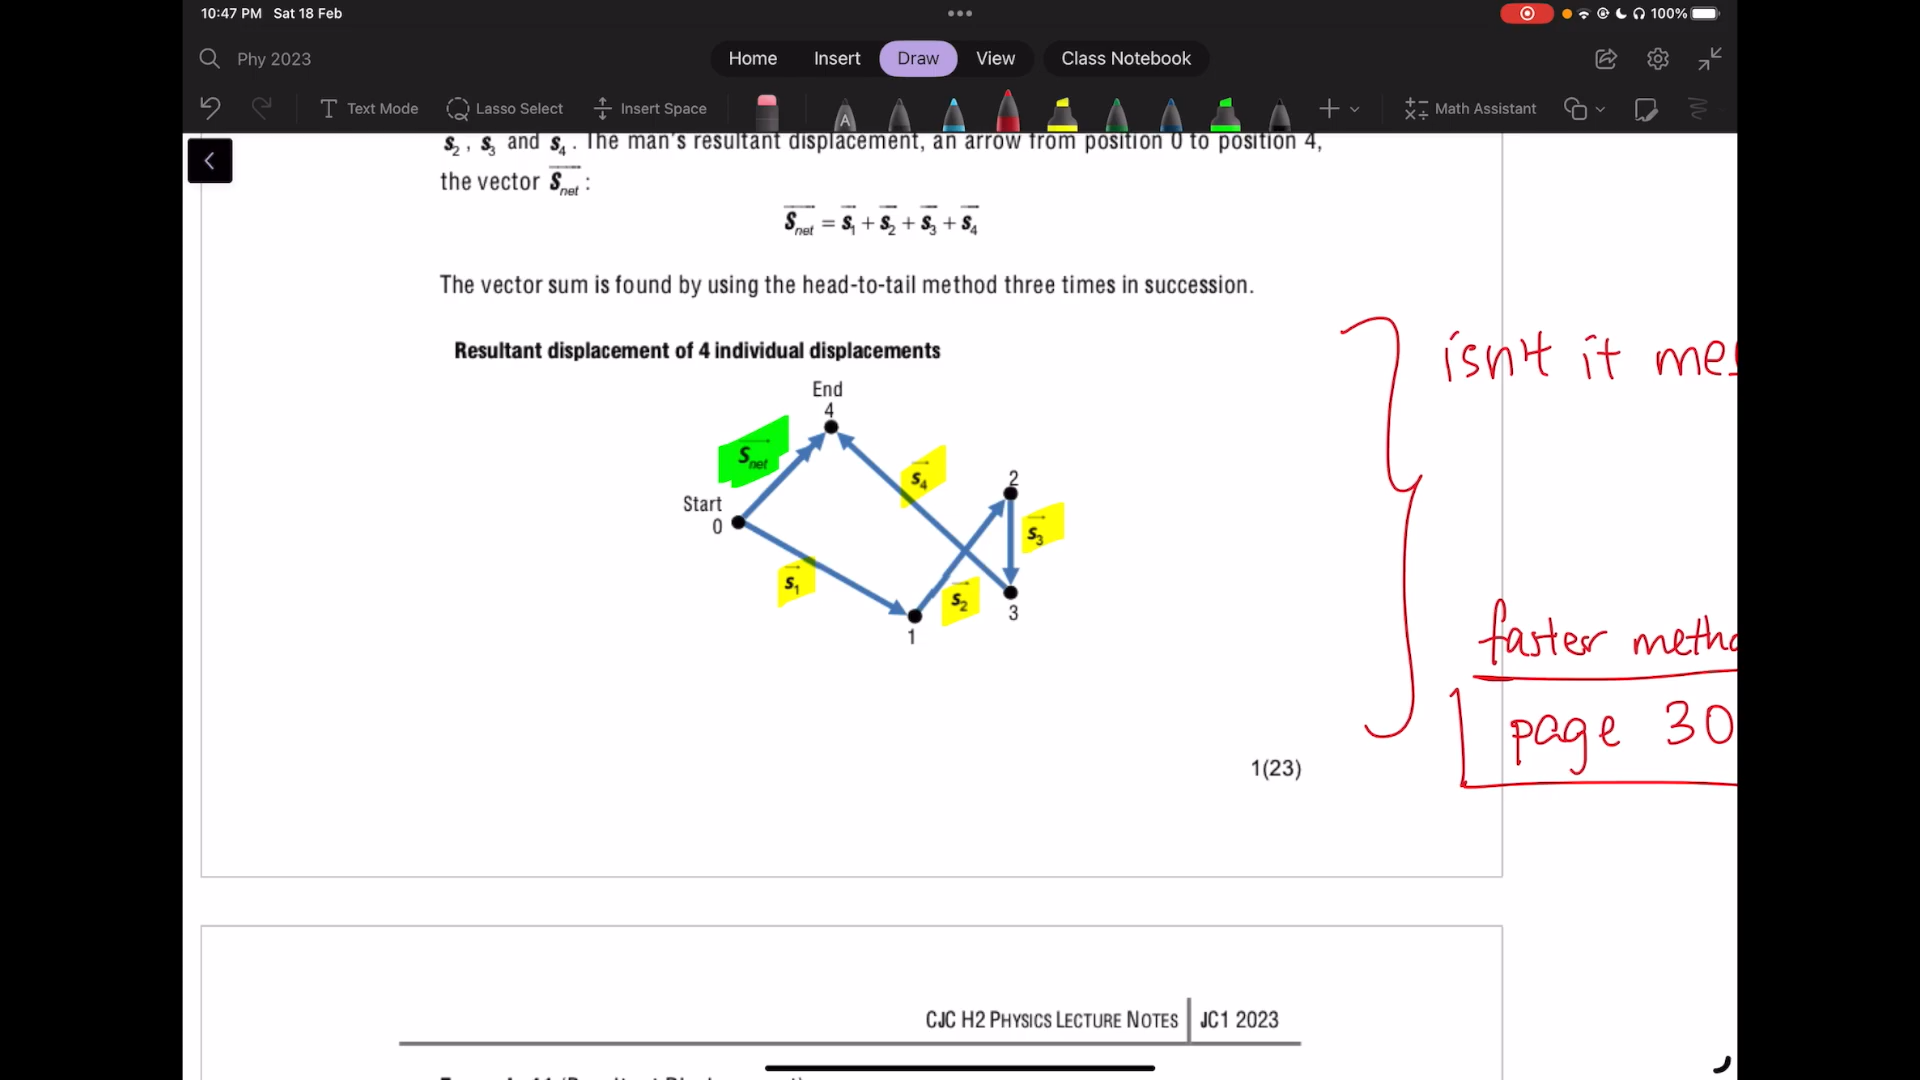 10:47 PM Sat 18 Feb
100%
Phy 2023
Home Insert Draw View Class Notebook
Text Mode Lasso Select Insert Space A Math Assistant
s2 , s3 and s4 . The man's resultant displacement, an arrow from position 0 to position 4,
the vector Snet :
Snet = s1 + s2 + s3 + s4
The vector sum is found by using the head-to-tail method three times in succession.
Resultant displacement of 4 individual displacements
End
4
Snet
s4
2
Start
0
s3
s1
s2
3
1
isn't it
faster
page 30
1(23)
CJC H2 PHYSICS LECTURE NOTES JC1 2023